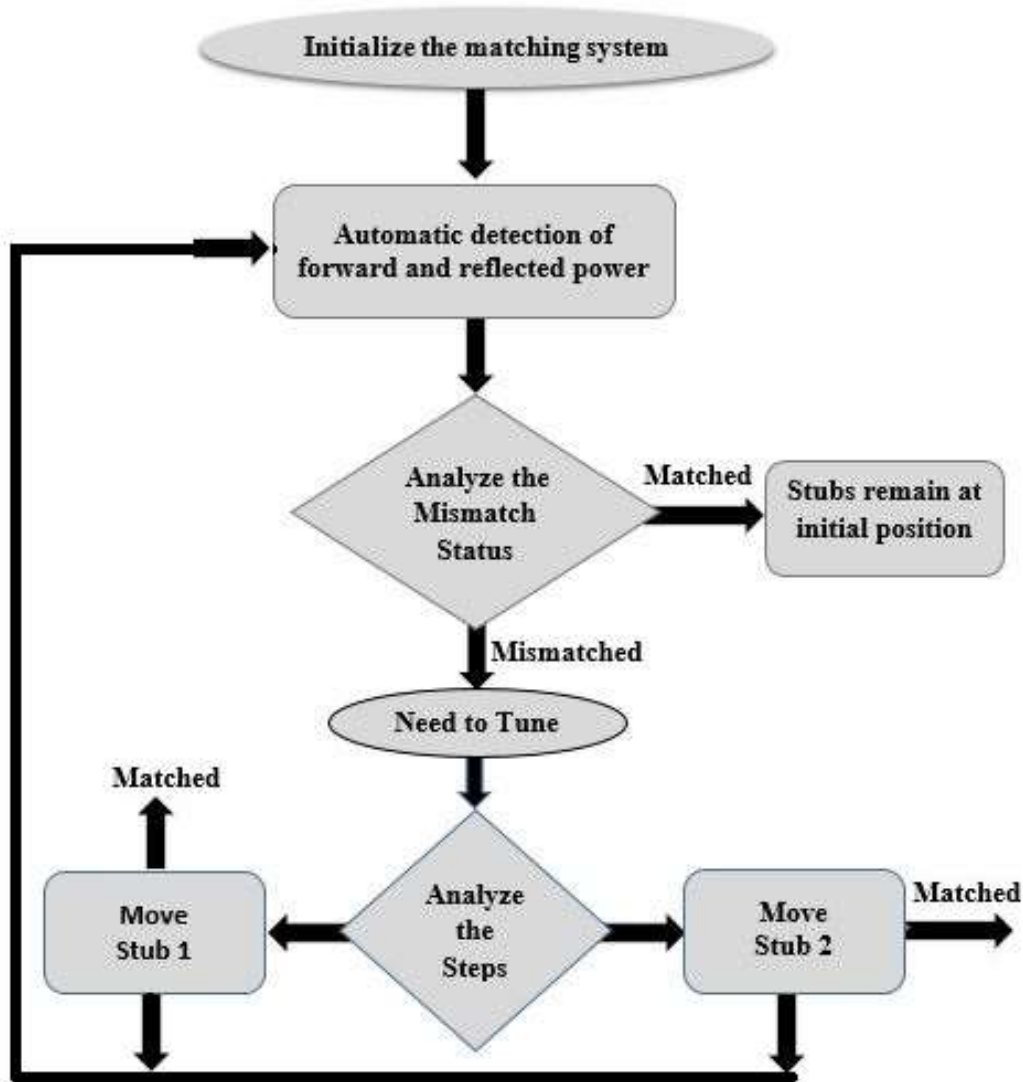 Initialize the matching system
Automatic detection of
forward and reflected power
Analyze the
Mismatch
Status
Matched
Stubs remain at
initial position
Mismatched
Need to Tune
Matched
Move
Stub 1
Analyze
the
Steps
Move
Stub 2
Matched